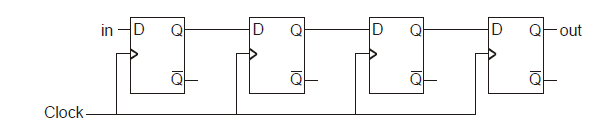 in D Q D Q D Q D Q out
Q̅ Q̅ Q̅ Q̅
Clock